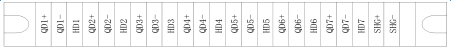 QD1+
QD1-
HD1
QD2+
QD2-
HD2
QD3+
QD3-
HD3
QD4+
QD4-
HD4
QD5+
QD5-
HD5
QD6+
QD6-
HD6
QD7+
QD7-
HD7
SHG+
SHG-